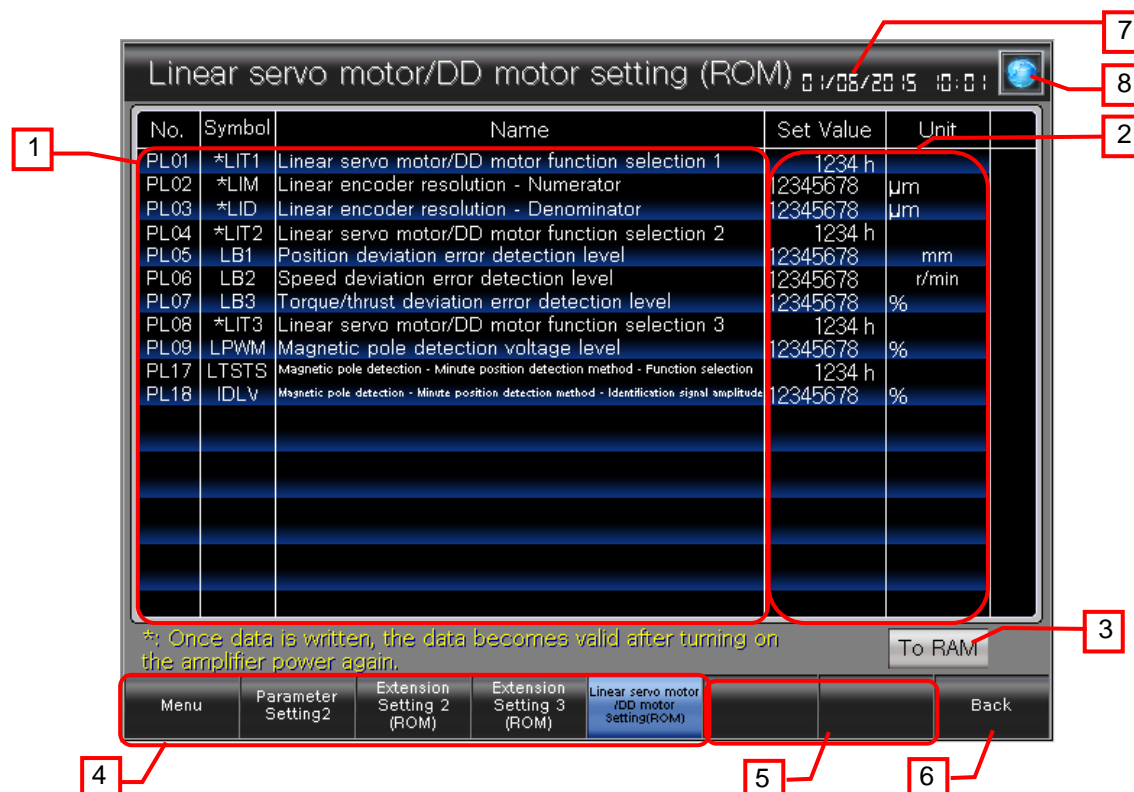 7
Linear servo motor/DD motor setting (ROM) 01/06/2015 10:01
8
No. Symbol Name Set Value Unit
2
1
PL01 *LIT1 Linear servo motor/DD motor function selection 1 1234 h
PL02 *LIM Linear encoder resolution - Numerator 12345678 µm
PL03 *LID Linear encoder resolution - Denominator 12345678 µm
PL04 *LIT2 Linear servo motor/DD motor function selection 2 1234 h
PL05 LB1 Position deviation error detection level 12345678 mm
PL06 LB2 Speed deviation error detection level 12345678 r/min
PL07 LB3 Torque/thrust deviation error detection level 12345678 %
PL08 *LIT3 Linear servo motor/DD motor function selection 3 1234 h
PL09 LPWM Magnetic pole detection voltage level 12345678 %
PL17 LTSTS Magnetic pole detection - Minute position detection method - Function selection 1234 h
PL18 IDLV Magnetic pole detection - Minute position detection method - Identification signal amplitude 12345678 %
*: Once data is written, the data becomes valid after turning on
the amplifier power again.
To RAM
3
Menu
Parameter
Setting2
Extension
Setting 2
(ROM)
Extension
Setting 3
(ROM)
Linear servo motor
/DD motor
Setting(ROM)
Back
4
5
6